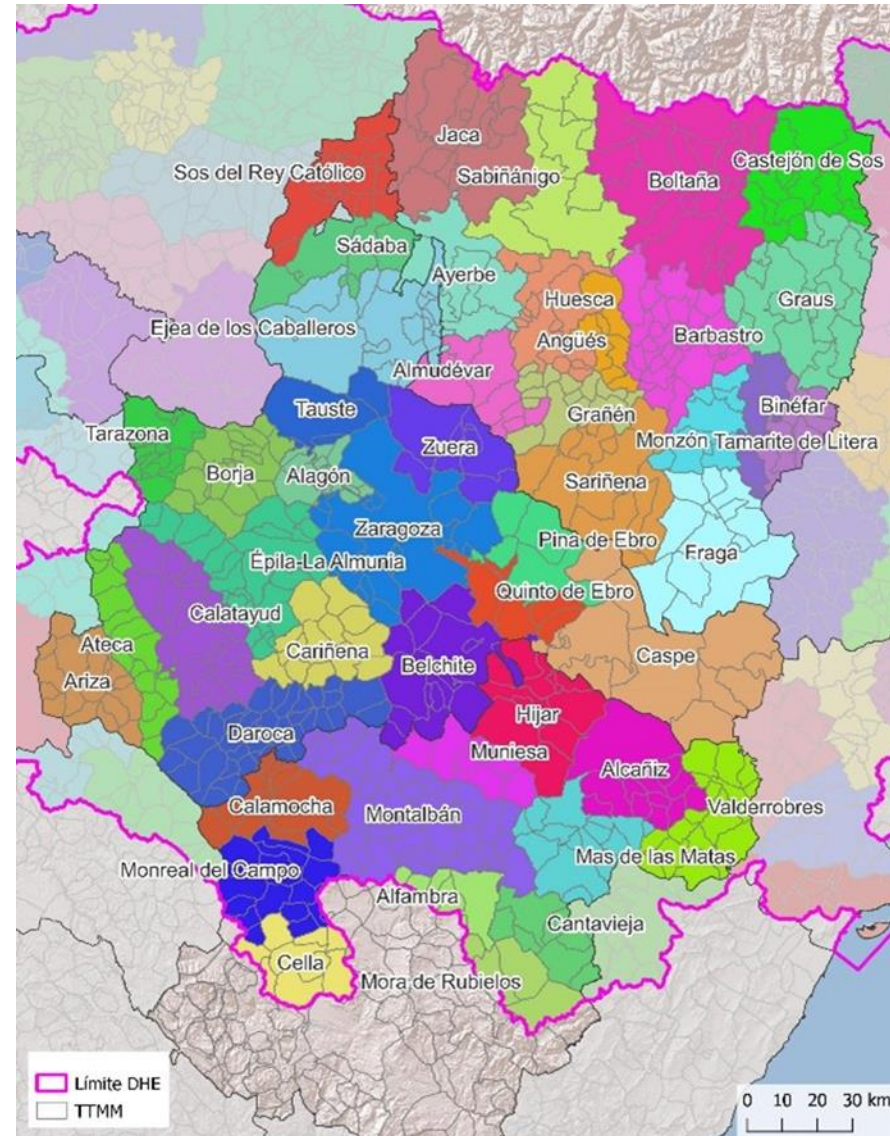 Jaca
Sos del Rey Católico
Sabiñánigo
Boltaña
Castejón de Sos
Sádaba
Ayerbe
Huesca
Graus
Ejea de los Caballeros
Angüés
Barbastro
Almudévar
Tauste
Grañén
Binéfar
Tarazona
Zuera
Monzón
Tamarite de Litera
Borja
Alagón
Sariñena
Zaragoza
Pina de Ebro
Fraga
Épila-La Almunia
Quinto de Ebro
Calatayud
Ateca
Cariñena
Caspe
Ariza
Belchite
Híjar
Daroca
Muniesa
Alcañiz
Calamocha
Montalbán
Valderrobres
Mas de las Matas
Monreal del Campo
Alfambra
Cantavieja
Cella
Mora de Rubielos
Límite DHE
TTMM
0 10 20 30 km